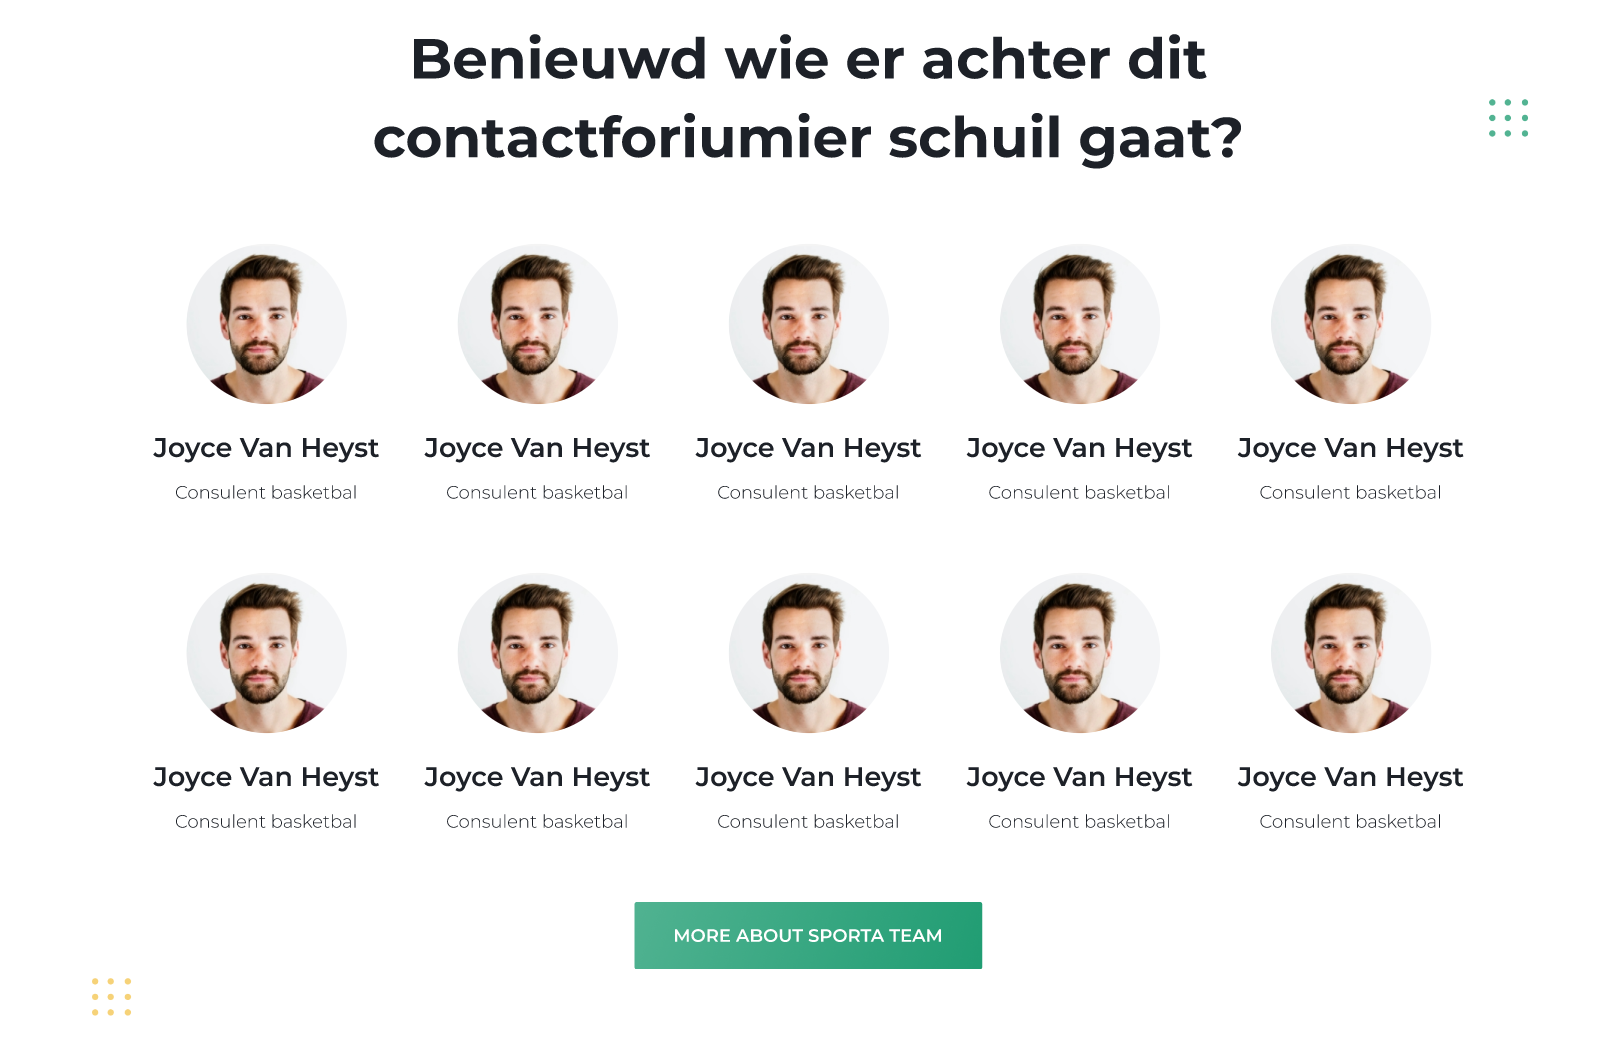 Benieuwd wie er achter dit
contactforiumier schuil gaat?
Joyce Van Heyst Joyce Van Heyst Joyce Van Heyst Joyce Van Heyst Joyce Van Heyst
Consulent basketbal Consulent basketbal Consulent basketbal Consulent basketbal Consulent basketbal
Joyce Van Heyst Joyce Van Heyst Joyce Van Heyst Joyce Van Heyst Joyce Van Heyst
Consulent basketbal Consulent basketbal Consulent basketbal Consulent basketbal Consulent basketbal
MORE ABOUT SPORTA TEAM